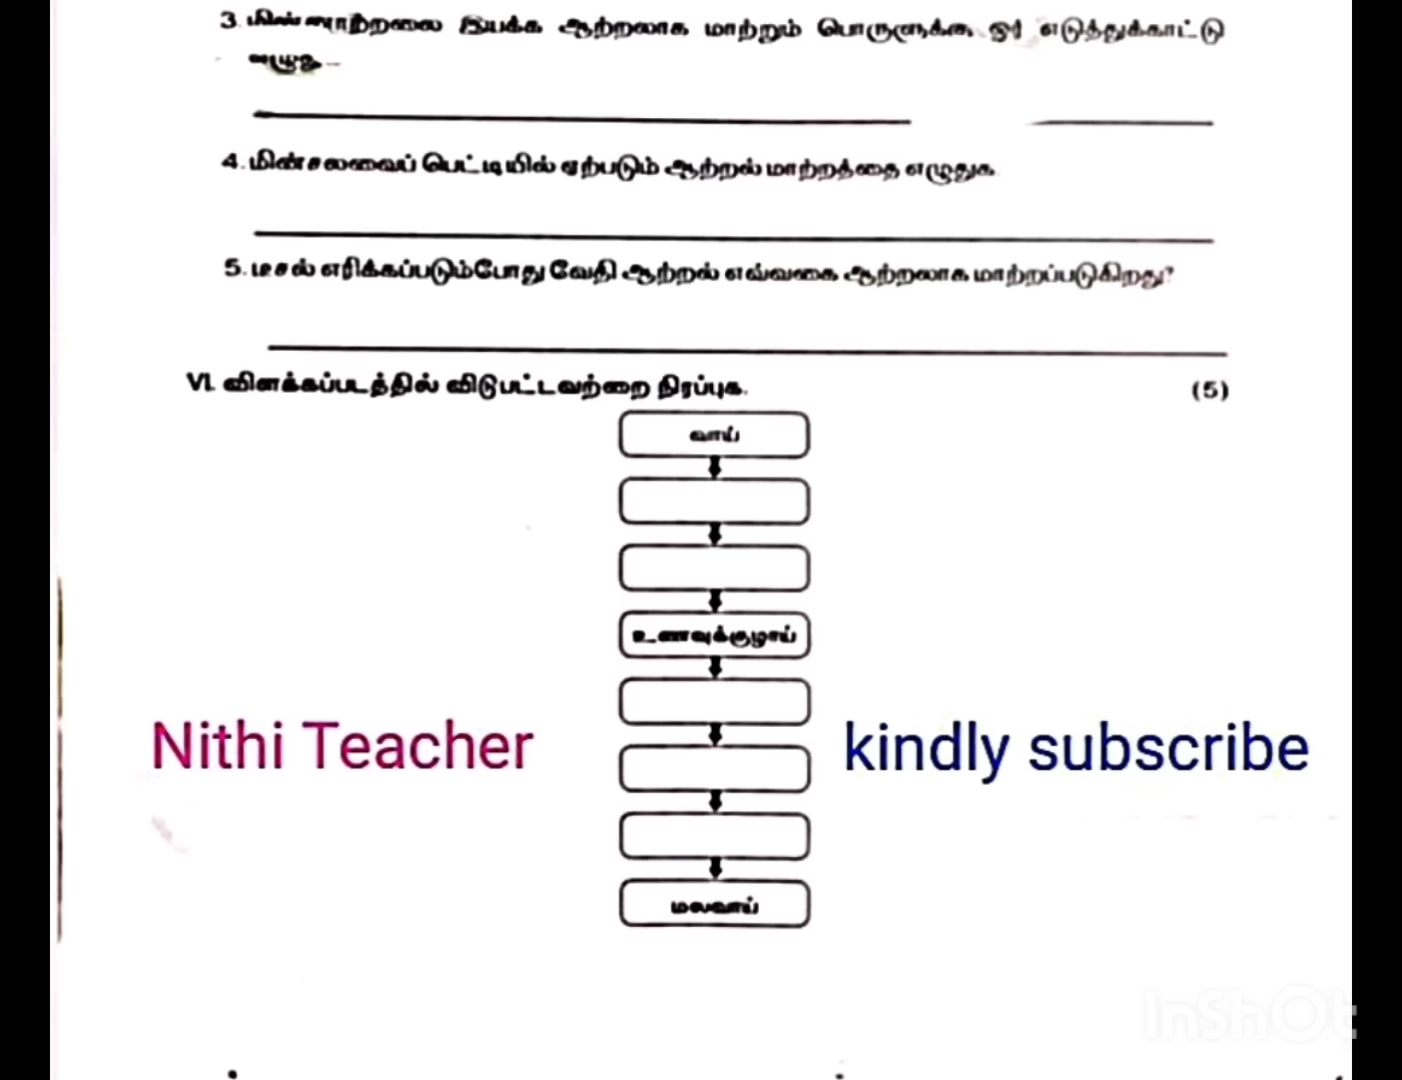 3. மின்னாற்றலை இயக்க ஆற்றலாக மாற்றும் பொருளுக்கு ஓர் எடுத்துக்காட்டு
எழுது.
4. மின்சலவைப் பெட்டியில் ஏற்படும் ஆற்றல் மாற்றத்தை எழுதுக
5. டீசல் எரிக்கப்படும்போது வேதி ஆற்றல் எவ்வகை ஆற்றலாக மாற்றப்படுகிறது?
VI. விளக்கப்படத்தில் விடுபட்டவற்றை நிரப்புக. (5)
வாய்
உணவுக்குழாய்
Nithi Teacher kindly subscribe
மலவாய்
InShOt